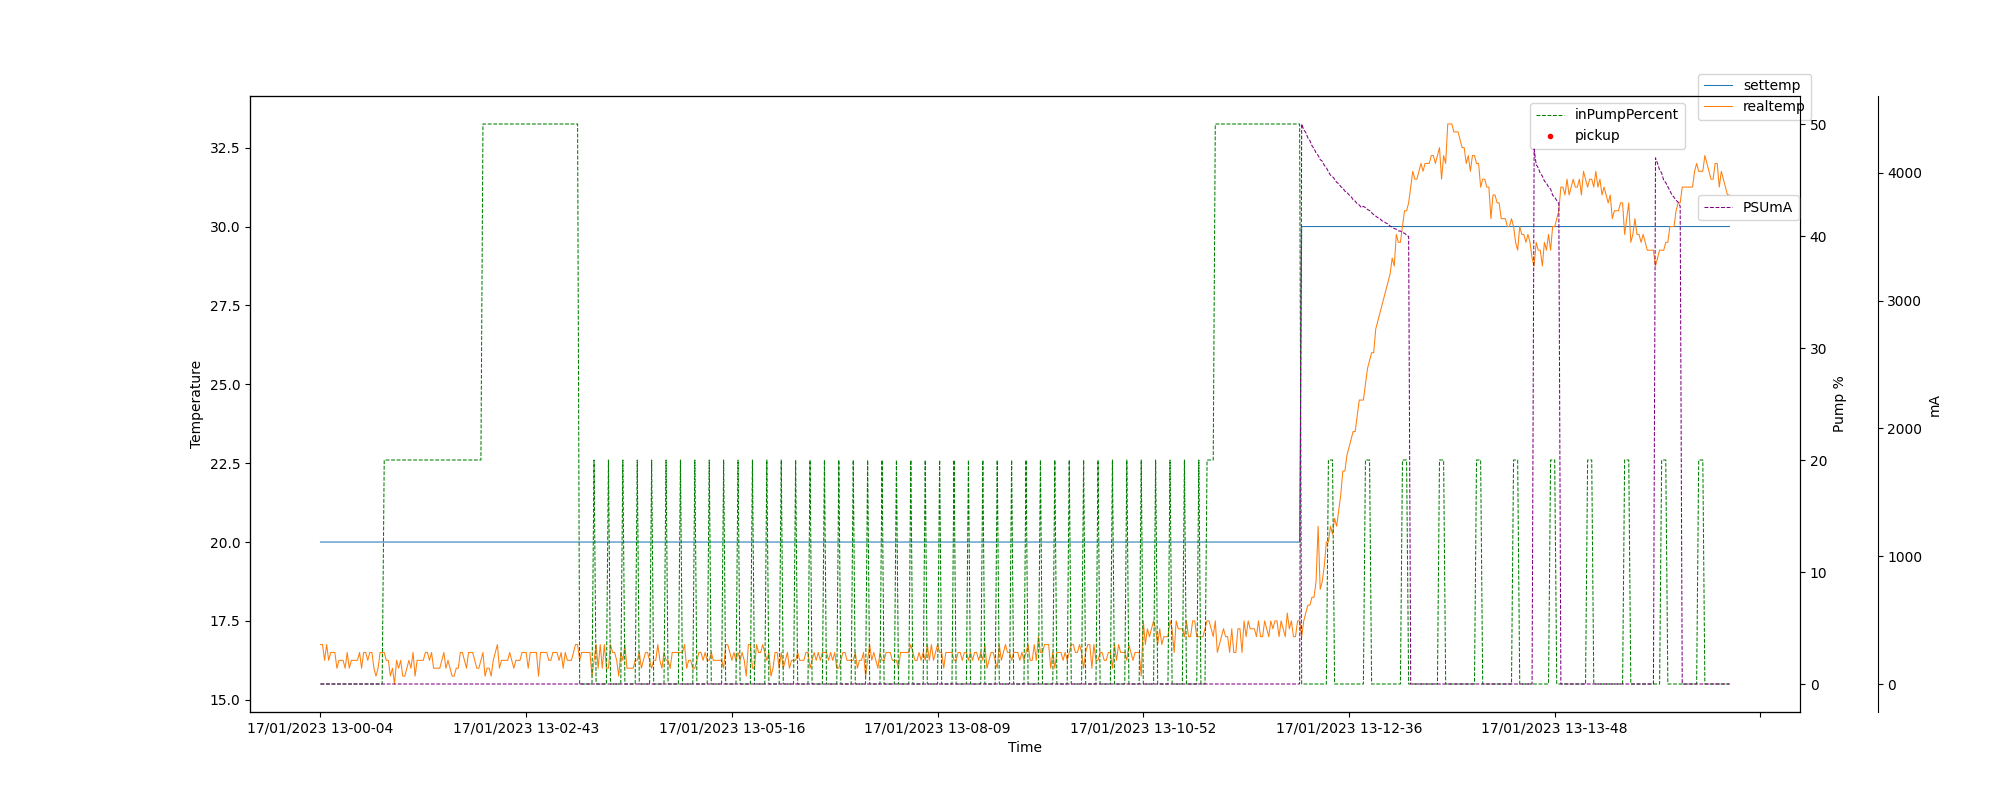 settemp
realtemp
inPumpPercent
pickup
PSUmA
Temperature
32.5
30.0
27.5
25.0
22.5
20.0
17.5
15.0
50
40
30
20
10
0
Pump %
4000
3000
2000
1000
0
mA
17/01/2023 13-00-04
17/01/2023 13-02-43
17/01/2023 13-05-16
17/01/2023 13-08-09
17/01/2023 13-10-52
17/01/2023 13-12-36
17/01/2023 13-13-48
Time